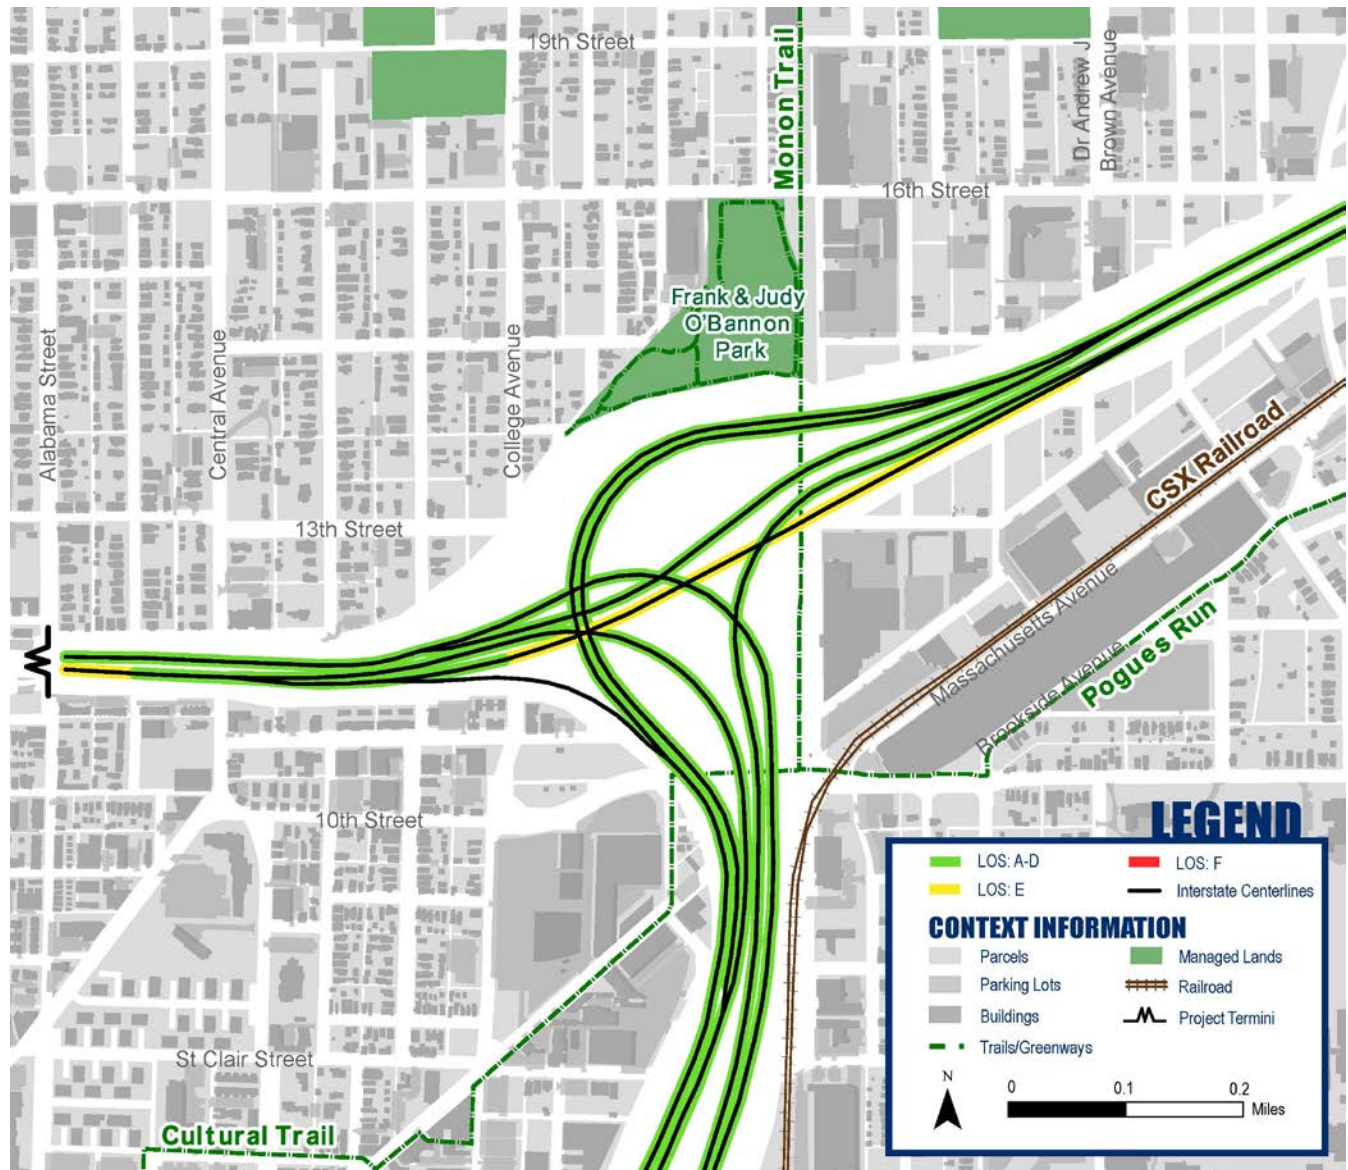 19th Street
Monon Trail
Dr Andrew J
Brown Avenue
16th Street
Frank & Judy
O'Bannon
Park
Alabama Street
Central Avenue
College Avenue
13th Street
CSX Railroad
Massachusetts Avenue
Brookside Avenue
Pogues Run
10th Street
St Clair Street
Cultural Trail
LEGEND
LOS: A-D
LOS: F
LOS: E
Interstate Centerlines
CONTEXT INFORMATION
Parcels
Managed Lands
Parking Lots
Railroad
Buildings
Project Termini
Trails/Greenways
N
0 0.1 0.2
Miles